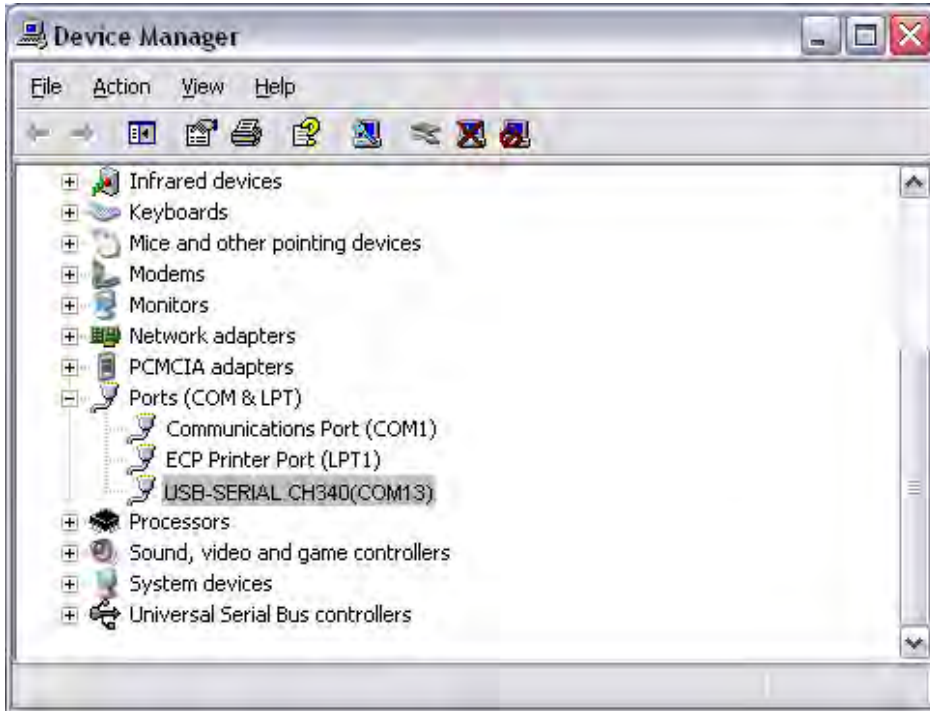 Device Manager
File Action View Help
Infrared devices
Keyboards
Mice and other pointing devices
Modems
Monitors
Network adapters
PCMCIA adapters
Ports (COM & LPT)
Communications Port (COM1)
ECP Printer Port (LPT1)
USB-SERIAL CH340(COM13)
Processors
Sound, video and game controllers
System devices
Universal Serial Bus controllers